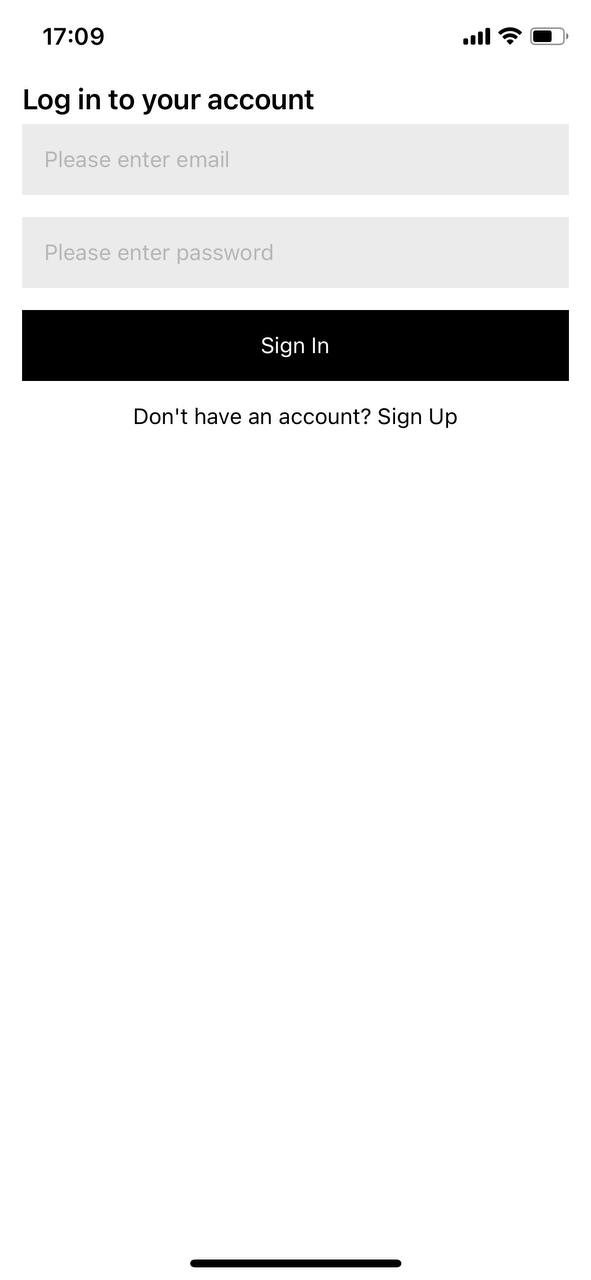 17:09
Log in to your account
Please enter email
Please enter password
Sign In
Don't have an account? Sign Up